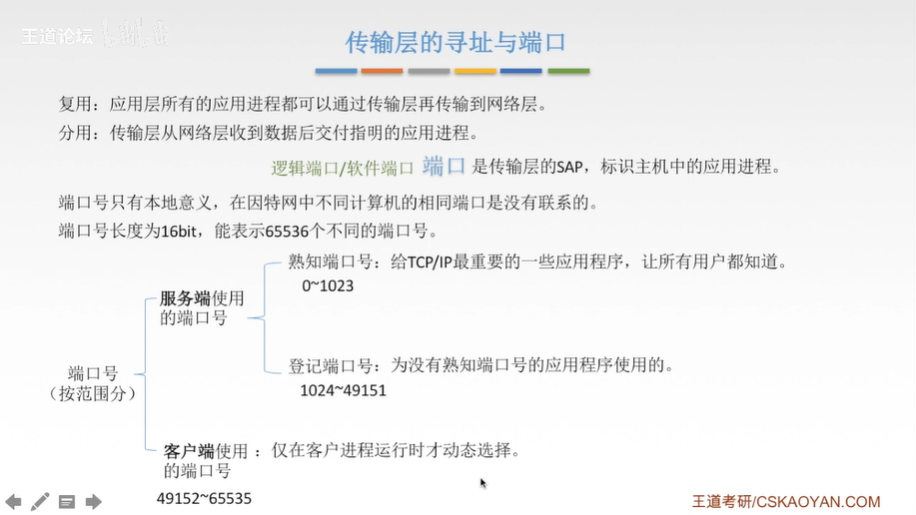 王道论坛
传输层的寻址与端口
复用：应用层所有的应用进程都可以通过传输层再传输到网络层。
分用：传输层从网络层收到数据后交付指明的应用进程。
逻辑端口/软件端口 端口 是传输层的SAP，标识主机中的应用进程。
端口号只有本地意义，在因特网中不同计算机的相同端口是没有联系的。
端口号长度为16bit，能表示65536个不同的端口号。
熟知端口号：给TCP/IP最重要的一些应用程序，让所有用户都知道。
0~1023
服务端使用
的端口号
登记端口号：为没有熟知端口号的应用程序使用的。
1024~49151
端口号
（按范围分）
客户端使用：仅在客户进程运行时才动态选择。
的端口号
49152~65535
王道考研/CSKAOYAN.COM